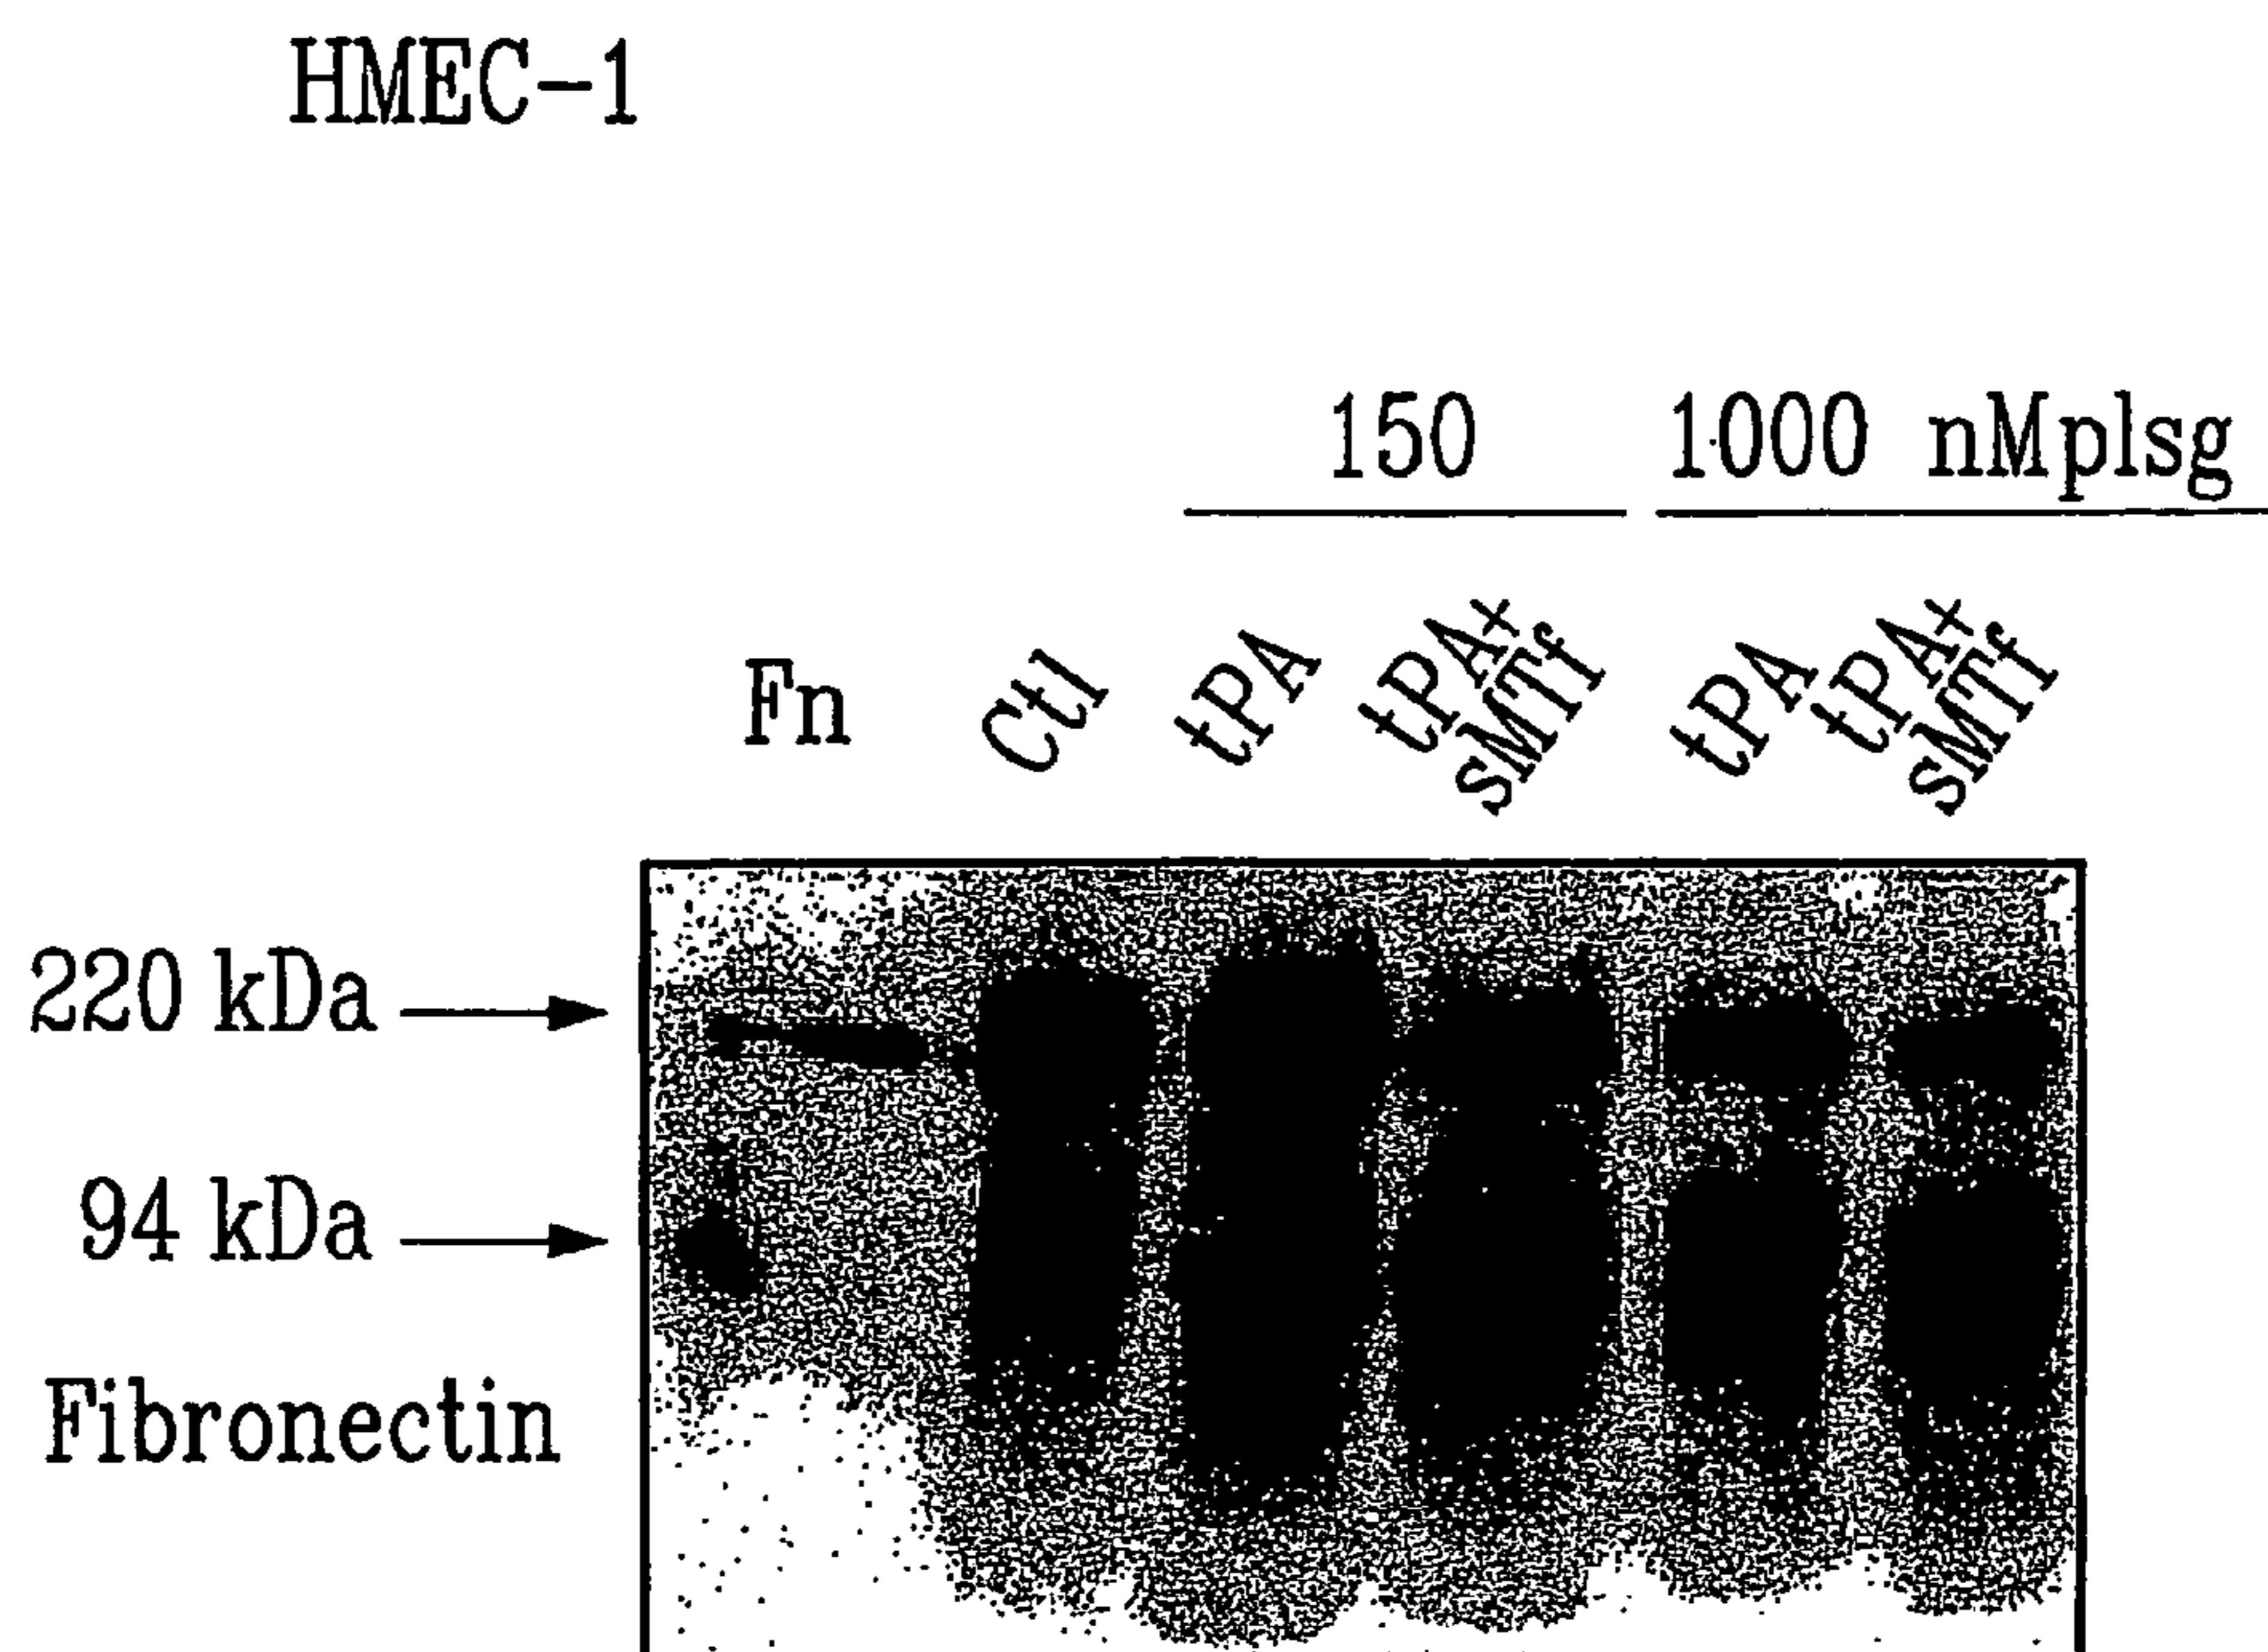 HMEC-1
150 1000 nMplsg
Fn Ctl tPA tPA+ sMTf tPA tPA+ sMTf
220 kDa
94 kDa
Fibronectin